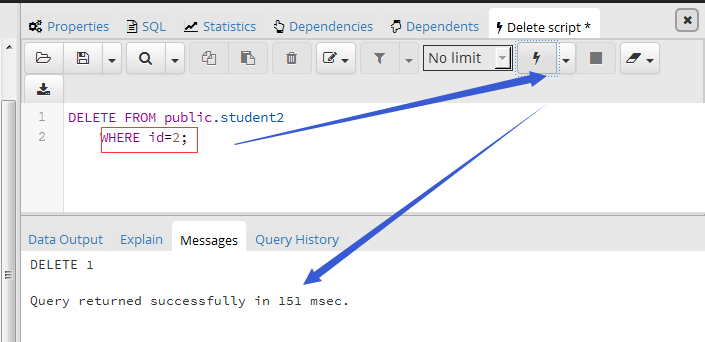 Properties SQL Statistics Dependencies Dependents Delete script *
No limit
1 DELETE FROM public.student2
2 WHERE id=2;
Data Output Explain Messages Query History
DELETE 1
Query returned successfully in 151 msec.